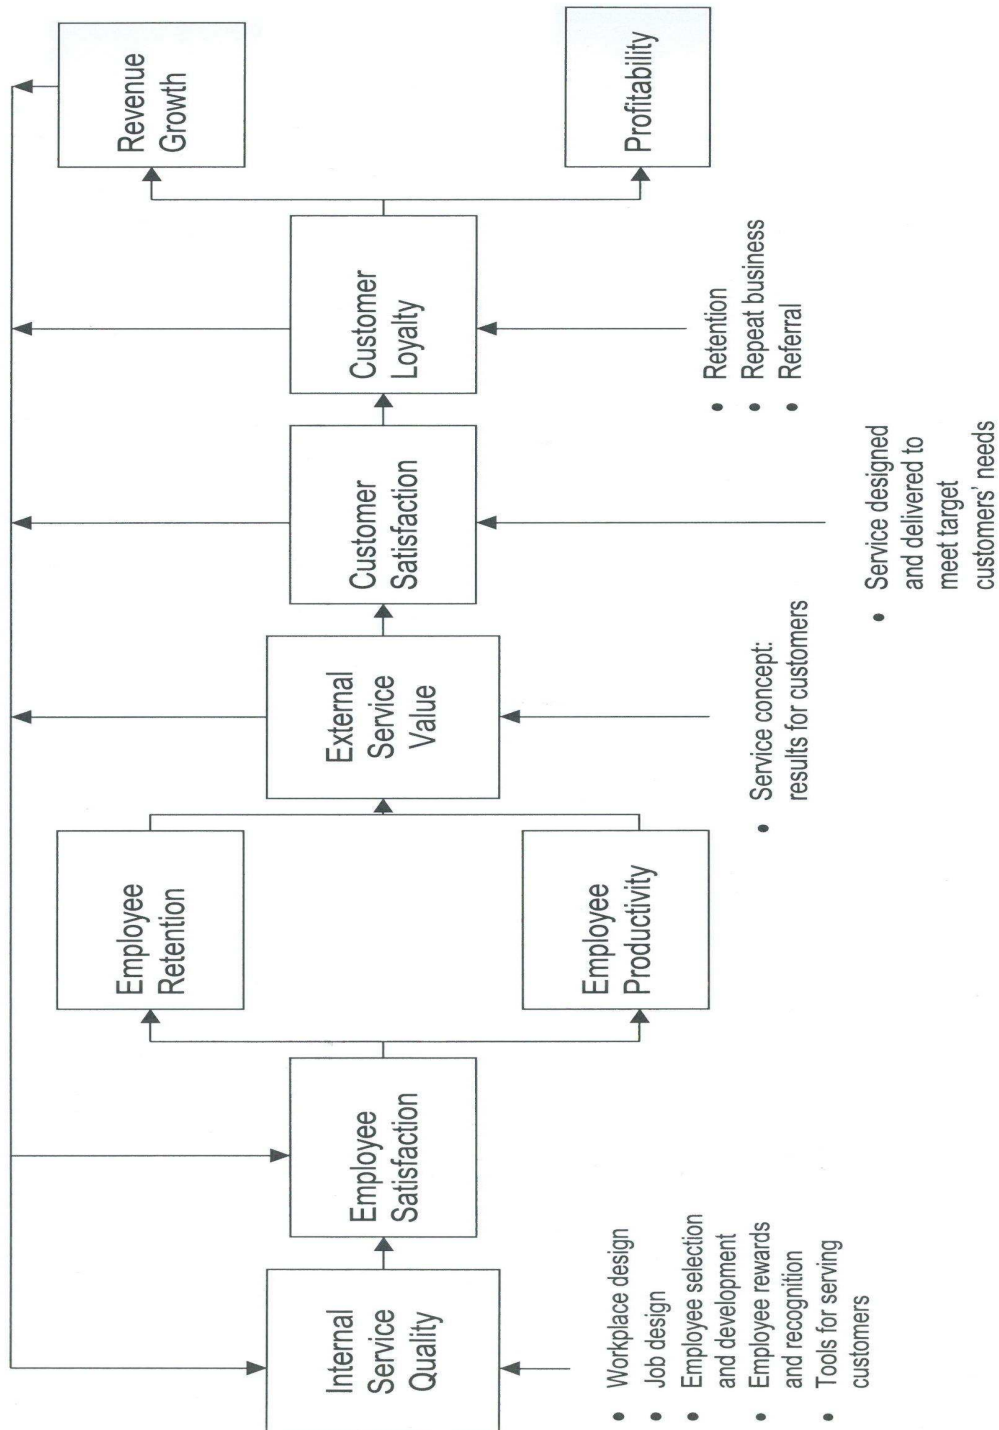 Internal
Service
Quality
Employee
Satisfaction
Employee
Retention
Employee
Productivity
External
Service
Value
Customer
Satisfaction
Customer
Loyalty
Revenue
Growth
Profitability
• Workplace design
• Job design
• Employee selection
and development
• Employee rewards
and recognition
• Tools for serving
customers
• Service concept:
results for customers
• Service designed
and delivered to
meet target
customers' needs
• Retention
• Repeat business
• Referral